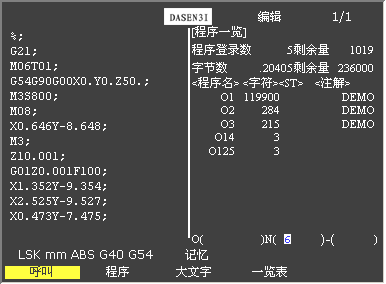 DASEN3I 编辑 1/1
%;
G21;
M06T01;
G54G90G00X0.Y0.Z50.;
M3S800;
M08;
X0.646Y-8.648;
M3;
Z10.001;
G01Z0.001F100;
X1.352Y-9.354;
X2.525Y-9.527;
X0.473Y-7.475;
[程序一览]
程序登录数 5剩余量 1019
字节数 .20405剩余量 236000
<程序名> <字符><ST> <注解>
O1 119900 DEMO
O2 284 DEMO
O3 215 DEMO
O14 3
O125 3
O( )N( 6 )-( )
LSK mm ABS G40 G54 记忆
呼叫 程序 大文字 一览表